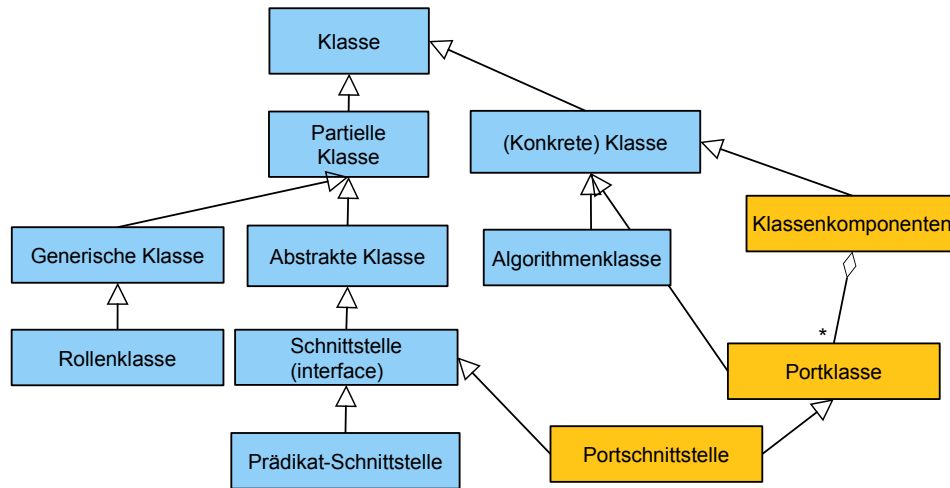 Klasse
Partielle
Klasse
(Konkrete) Klasse
Klassenkomponenten
Generische Klasse
Abstrakte Klasse
Algorithmenklasse
*
Rollenklasse
Schnittstelle
(interface)
Portklasse
Prädikat-Schnittstelle
Portschnittstelle